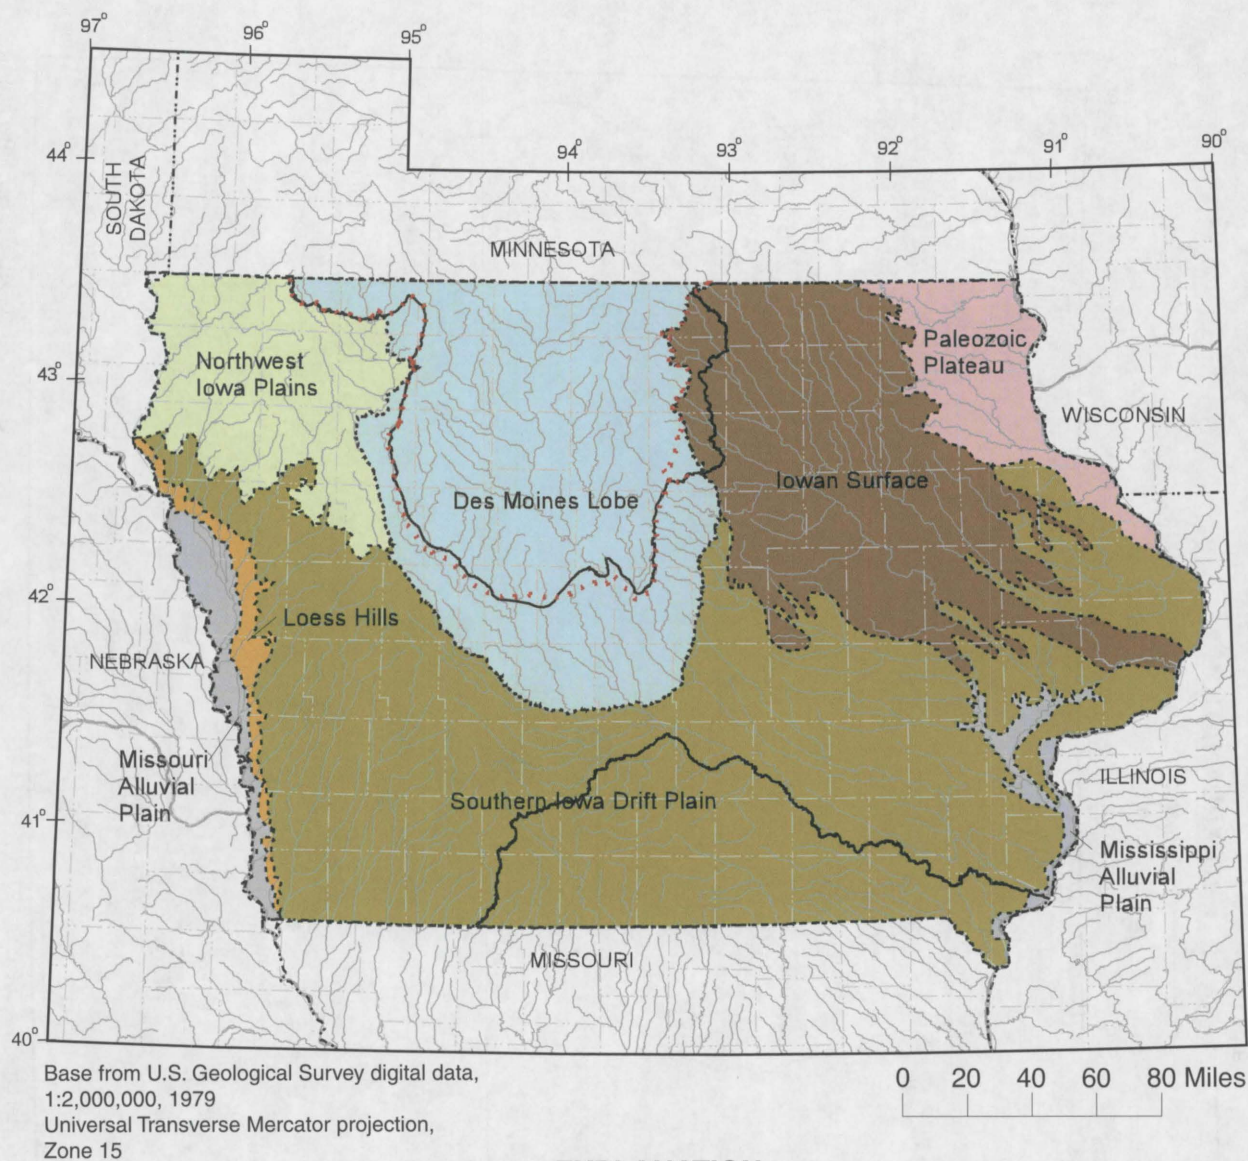 97°
96°
95°
94°
93°
92°
91°
90°
44°
43°
42°
41°
40°
SOUTH
DAKOTA
MINNESOTA
WISCONSIN
NEBRASKA
ILLINOIS
MISSOURI
Northwest
Iowa Plains
Des Moines Lobe
Iowan Surface
Paleozoic
Plateau
Loess Hills
Missouri
Alluvial
Plain
Southern Iowa Drift Plain
Mississippi
Alluvial
Plain
Base from U.S. Geological Survey digital data,
1:2,000,000, 1979
Universal Transverse Mercator projection,
Zone 15
0 20 40 60 80 Miles